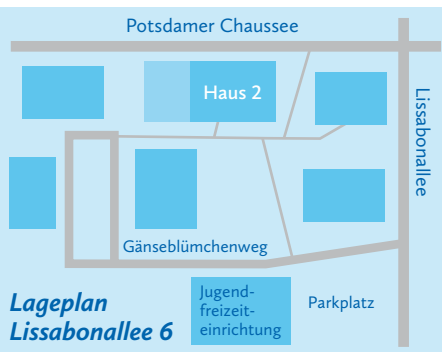 Potsdamer Chaussee
Haus 2
Lissabonallee
Gänseblümchenweg
Lageplan
Lissabonallee 6
Jugend-
freizeit-
einrichtung
Parkplatz